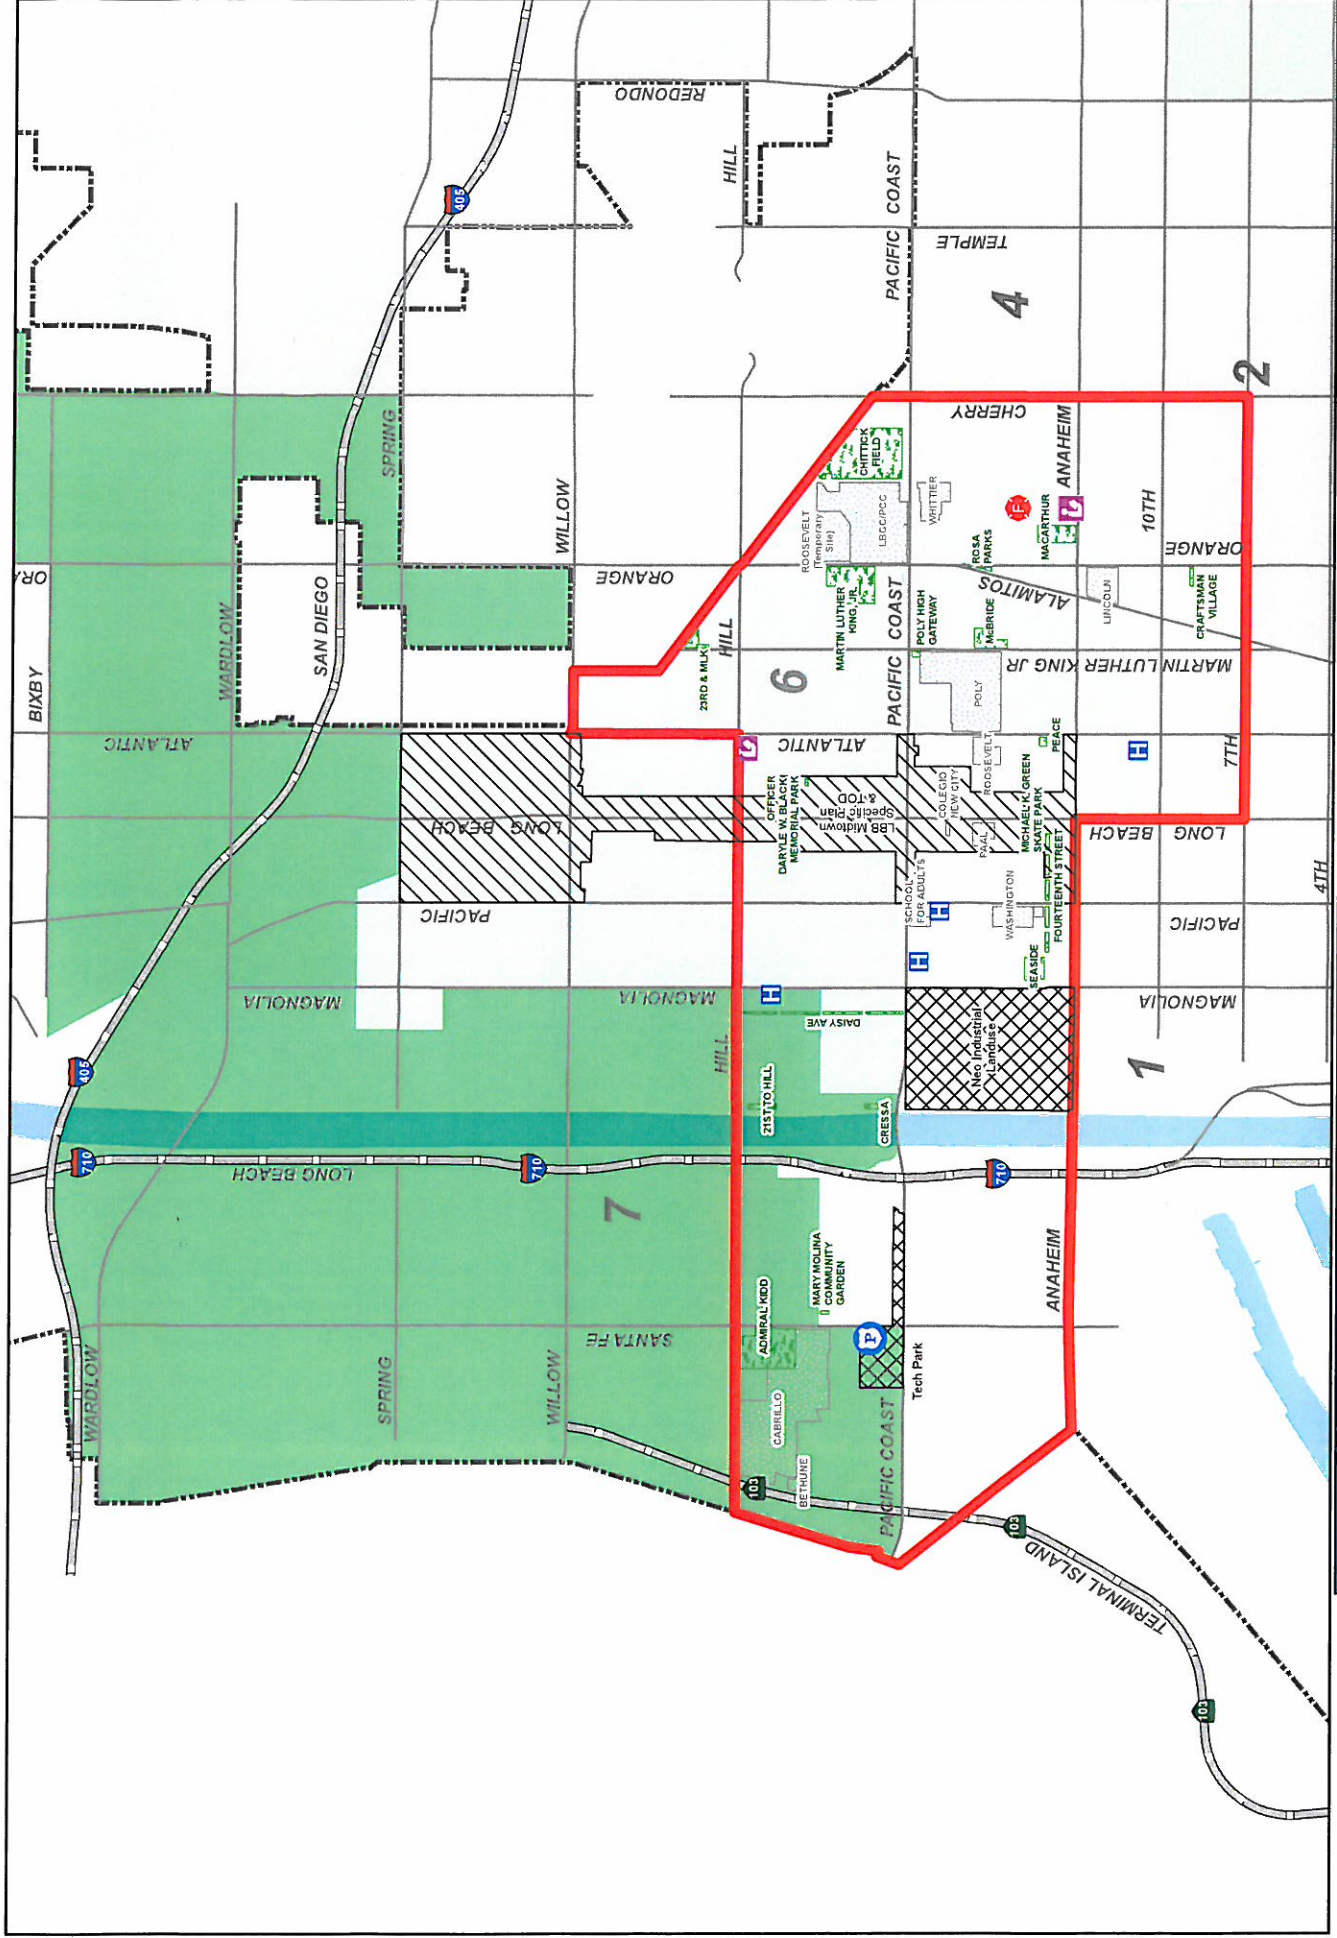 BIXBY
ORA
WARDLOW
SAN DIEGO
ATLANTIC
SPRING
WILLOW
HILL
REDONDO
405
PACIFIC COAST
TEMPLE
4
2
CHERRY
ANAHEIM
10TH
ORANGE
ORANGE
ALAMITOS
MARTIN LUTHER KING JR
7TH
4TH
CHITTICK
FIELD
LBCC/PCC
ROOSEVELT
(Temporary
Site)
WHITTIER
F
MACARTHUR
ROSA
PARKS
McBRIDE
LINCOLN
CRAFTSMAN
VILLAGE
MARTIN LUTHER
KING, JR.
POLY HIGH
GATEWAY
PACIFIC COAST
POLY
23RD & MLK
HILL
6
ATLANTIC
PEACE
ROOSEVELT
COLEGIO
NEW CITY
PAAL
MICHAEL K. GREEN
SKATE PARK
FOURTEENTH STREET
OFFICER
DARYLE W. BLACK
MEMORIAL PARK
LBB Midtown
Specific Plan
& TOD
LONG BEACH
LONG BEACH
SCHOOL
FOR ADULTS
WASHINGTON
SEASIDE
H
H
H
H
PACIFIC
PACIFIC
MAGNOLIA
MAGNOLIA
MAGNOLIA
DAISY AVE
Neo Industrial
Landuse
1
HILL
21ST TO HILL
CRESSA
405
710
710
710
LONG BEACH
7
MARY MOLINA
COMMUNITY
GARDEN
ADMIRAL KIDD
SANTA FE
P
Tech Park
ANAHEIM
WARDLOW
SPRING
WILLOW
CABRILLO
BETHUNE
PACIFIC COAST
103
103
103
TERMINAL ISLAND